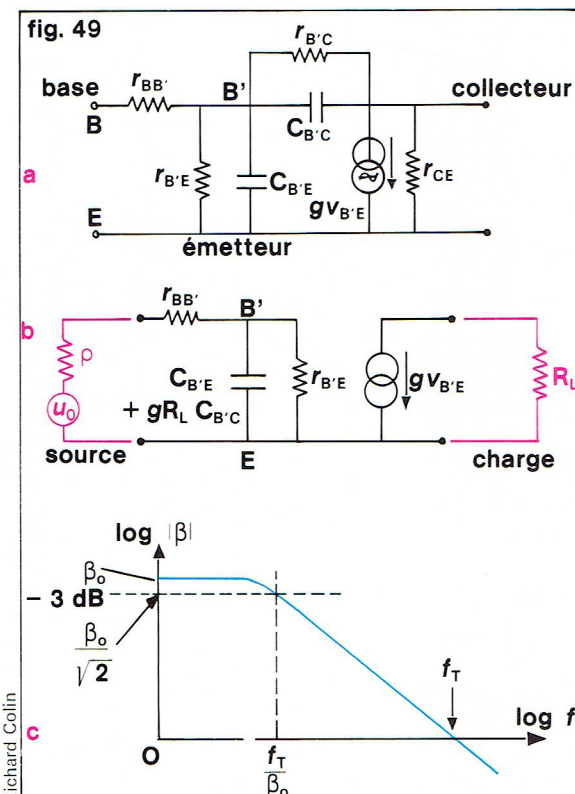 fig. 49
r_B'C
r_BB'
base
B'
collecteur
B
C_B'C
a
r_B'E
C_B'E
r_CE
gv_B'E
E
émetteur
b
r_BB'
B'
ρ
C_B'E
r_B'E
gv_B'E
R_L
u_0
+ gR_L C_B'C
source
E
charge
log |β|
β_o
– 3 dB
β_o
√2
f_T
log f
c
O
f_T
β_o
ichard Colin